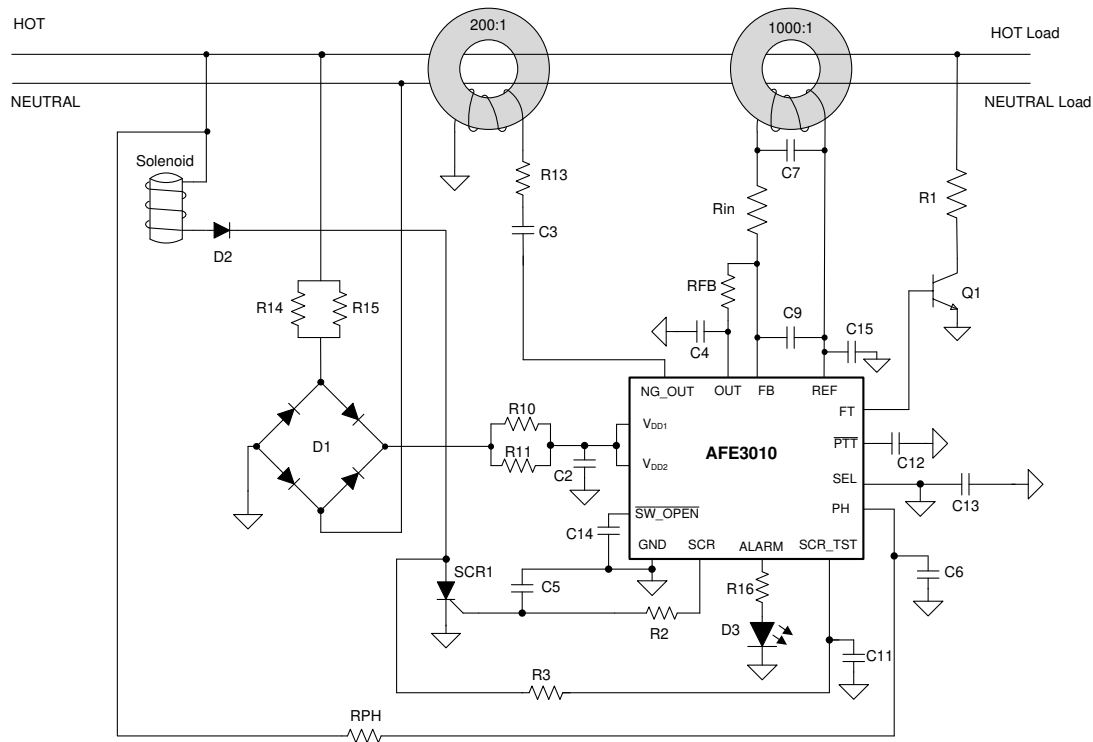 HOT
200:1
1000:1
HOT Load
NEUTRAL
NEUTRAL Load
Solenoid
R13
C7
Rin
R1
C3
D2
RFB
Q1
R14
R15
C9
C15
C4
NG_OUT
OUT
FB
REF
R10
FT
D1
VDD1
AFE3010
PTT
R11
C12
C2
VDD2
SEL
C13
SW_OPEN
PH
C14
GND
SCR
ALARM
SCR_TST
SCR1
C5
R16
C6
R2
D3
C11
R3
RPH